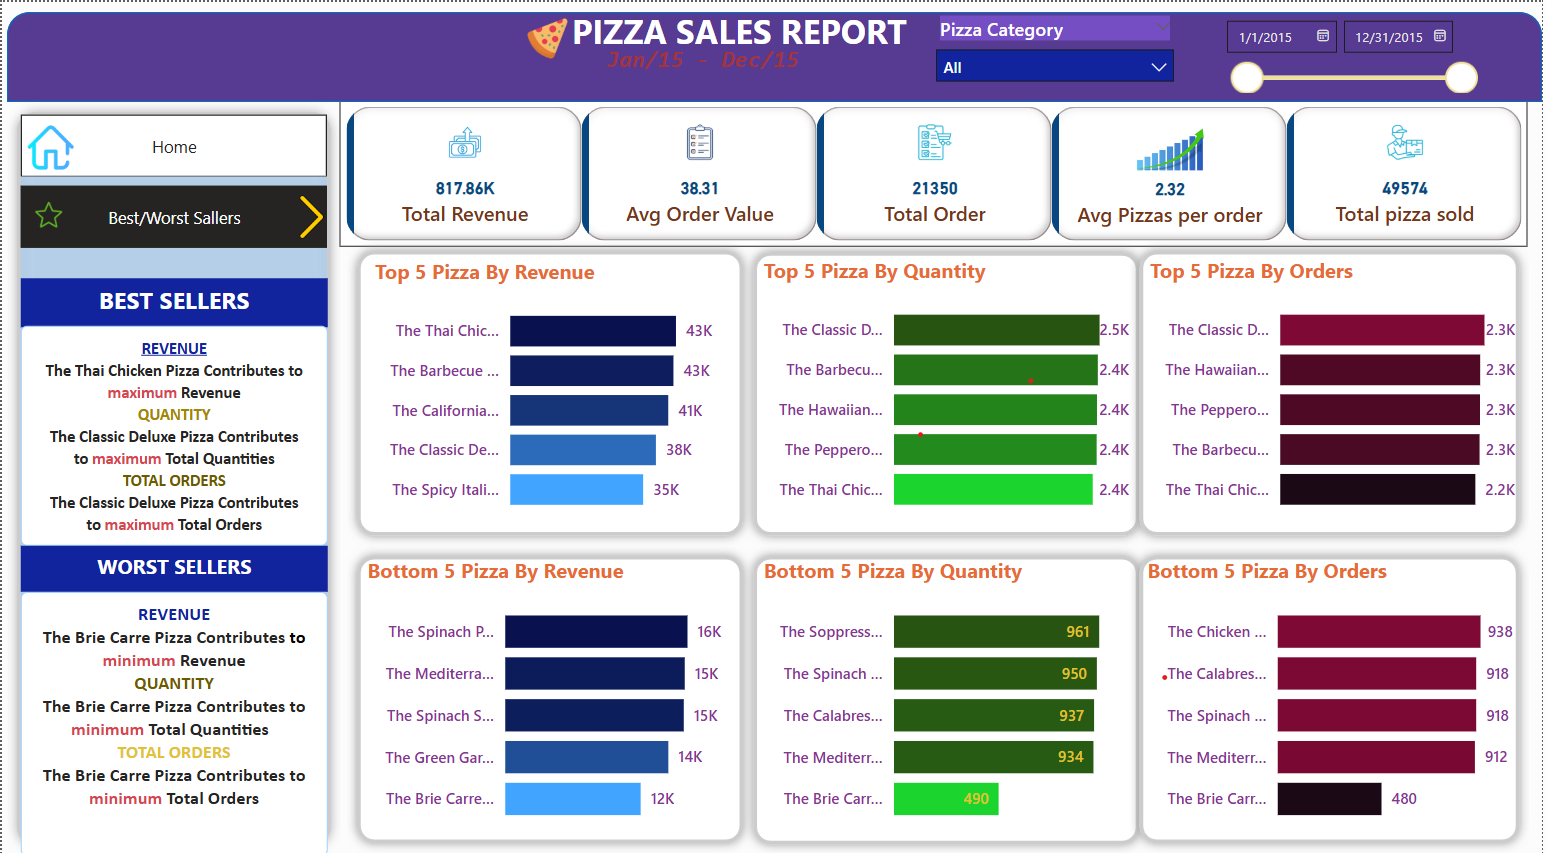 PIZZA SALES REPORT
Jan/15 - Dec/15
Pizza Category
All
1/1/2015
12/31/2015
Home
Best/Worst Sallers
817.86K
Total Revenue
38.31
Avg Order Value
21350
Total Order
2.32
Avg Pizzas per order
49574
Total pizza sold
BEST SELLERS
REVENUE
The Thai Chicken Pizza Contributes to
maximum Revenue
QUANTITY
The Classic Deluxe Pizza Contributes
to maximum Total Quantities
TOTAL ORDERS
The Classic Deluxe Pizza Contributes
to maximum Total Orders
WORST SELLERS
REVENUE
The Brie Carre Pizza Contributes to
minimum Revenue
QUANTITY
The Brie Carre Pizza Contributes to
minimum Total Quantities
TOTAL ORDERS
The Brie Carre Pizza Contributes to
minimum Total Orders
Top 5 Pizza By Revenue
The Thai Chic... 43K
The Barbecue ... 43K
The California... 41K
The Classic De... 38K
The Spicy Itali... 35K
Top 5 Pizza By Quantity
The Classic D... 2.5K
The Barbecu... 2.4K
The Hawaiian... 2.4K
The Peppero... 2.4K
The Thai Chic... 2.4K
Top 5 Pizza By Orders
The Classic D... 2.3K
The Hawaiian... 2.3K
The Peppero... 2.3K
The Barbecu... 2.3K
The Thai Chic... 2.2K
Bottom 5 Pizza By Revenue
The Spinach P... 16K
The Mediterra... 15K
The Spinach S... 15K
The Green Gar... 14K
The Brie Carre... 12K
Bottom 5 Pizza By Quantity
The Soppress... 961
The Spinach ... 950
The Calabres... 937
The Mediterr... 934
The Brie Carr... 490
Bottom 5 Pizza By Orders
The Chicken ... 938
The Calabres... 918
The Spinach ... 918
The Mediterr... 912
The Brie Carr... 480